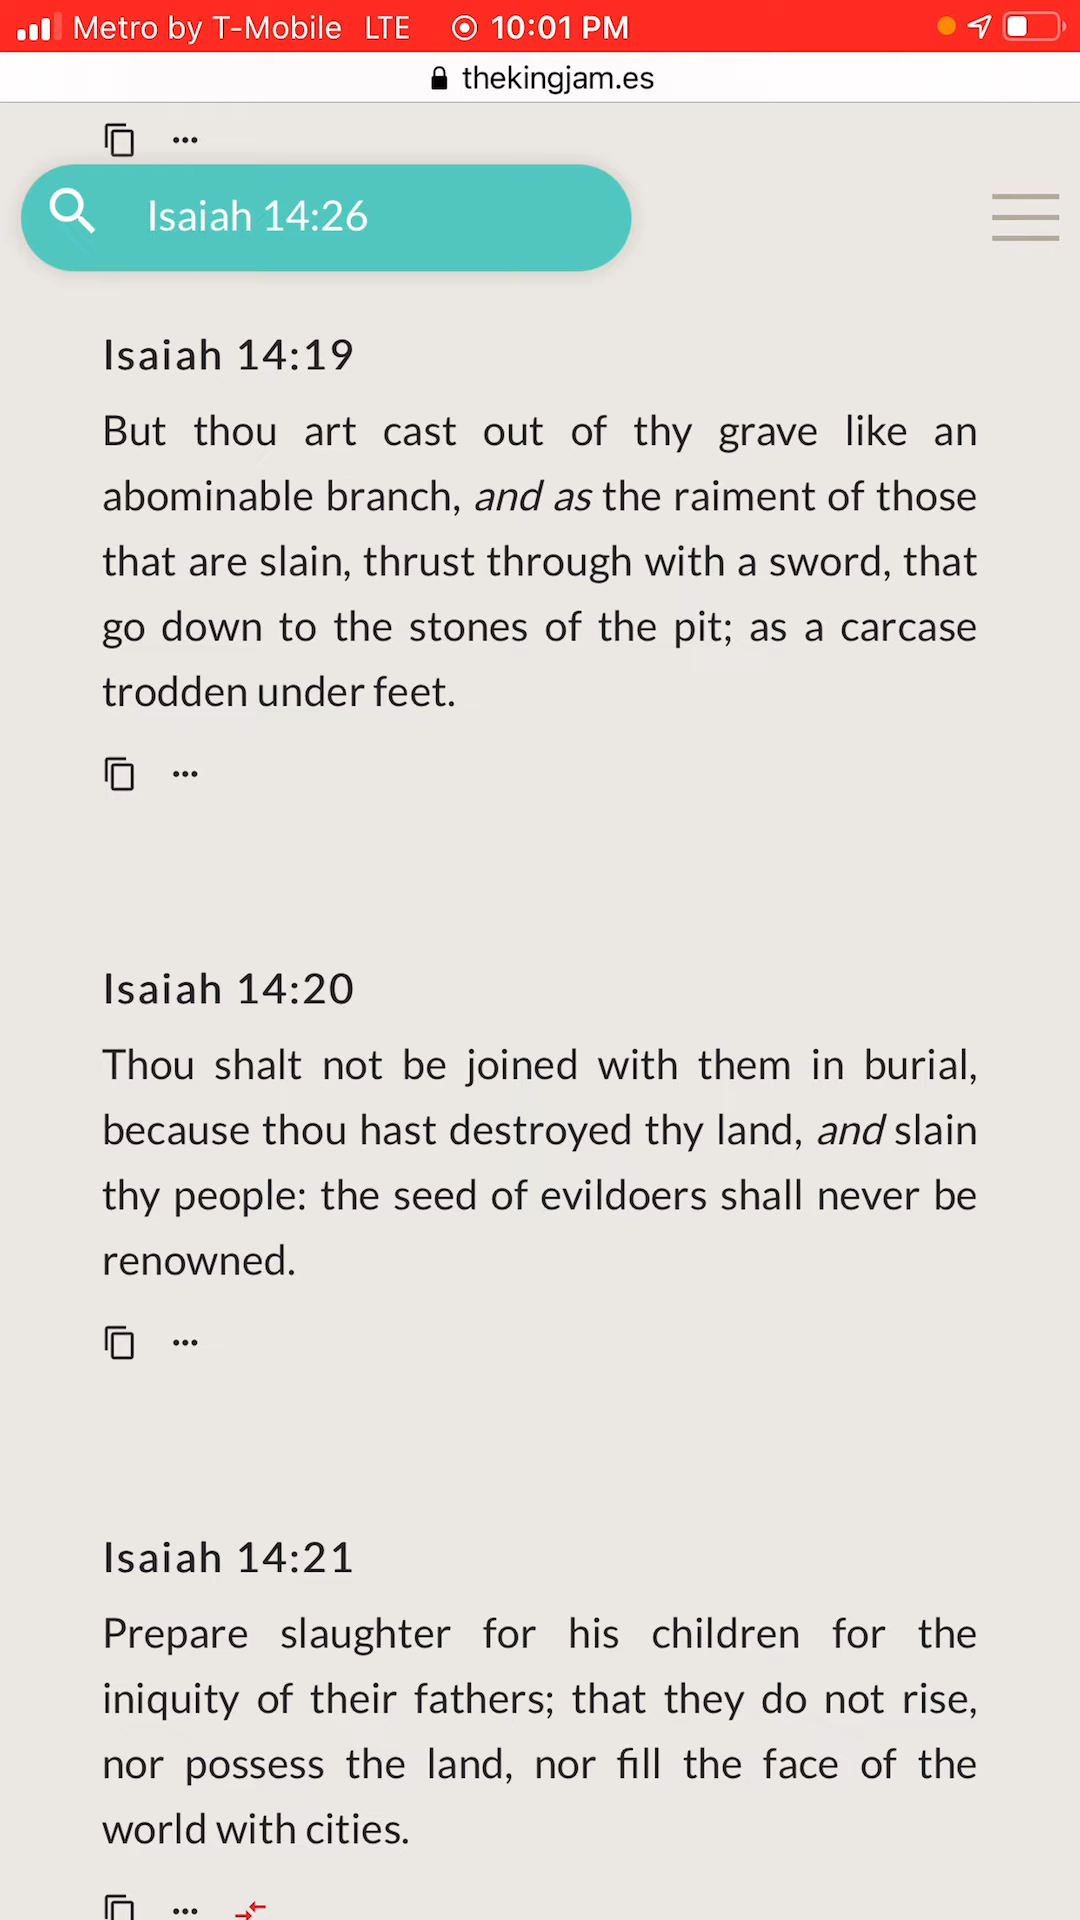 Metro by T-Mobile LTE 10:01 PM
thekingjam.es
Isaiah 14:26
Isaiah 14:19
But thou art cast out of thy grave like an
abominable branch, and as the raiment of those
that are slain, thrust through with a sword, that
go down to the stones of the pit; as a carcase
trodden under feet.
Isaiah 14:20
Thou shalt not be joined with them in burial,
because thou hast destroyed thy land, and slain
thy people: the seed of evildoers shall never be
renowned.
Isaiah 14:21
Prepare slaughter for his children for the
iniquity of their fathers; that they do not rise,
nor possess the land, nor fill the face of the
world with cities.